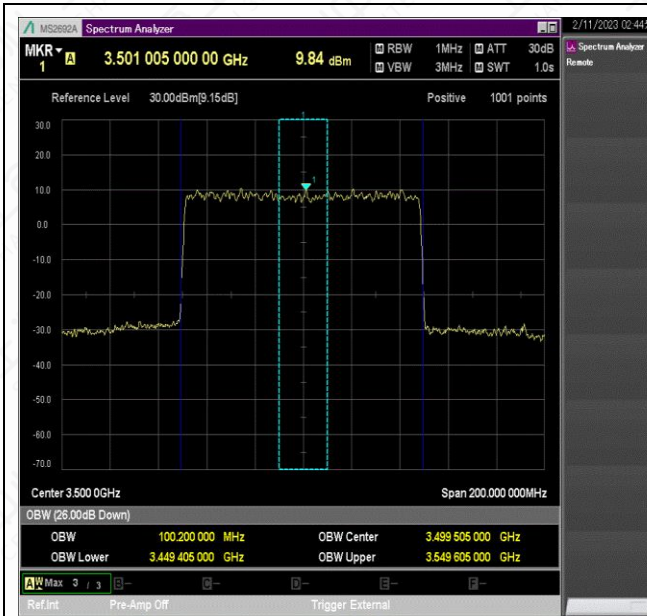 MS2692A Spectrum Analyzer 2/11/2023 02:44:5
MKR 1 A 3.501 005 000 00 GHz 9.84 dBm M RBW 1MHz M ATT 30dB
M VBW 3MHz M SWT 1.0s
Spectrum Analyzer
Remote
Reference Level 30.00dBm[9.15dB] Positive 1001 points
30.0
20.0
10.0
0.0
-10.0
-20.0
-30.0
-40.0
-50.0
-60.0
-70.0
1
1
Center 3.500 0GHz Span 200.000 000MHz
OBW (26.00dB Down)
OBW 100.200 000 MHz OBW Center 3.499 505 000 GHz
OBW Lower 3.449 405 000 GHz OBW Upper 3.549 605 000 GHz
A W Max 3 / 3 B- C- D- E- F-
Ref.Int Pre-Amp Off Trigger External